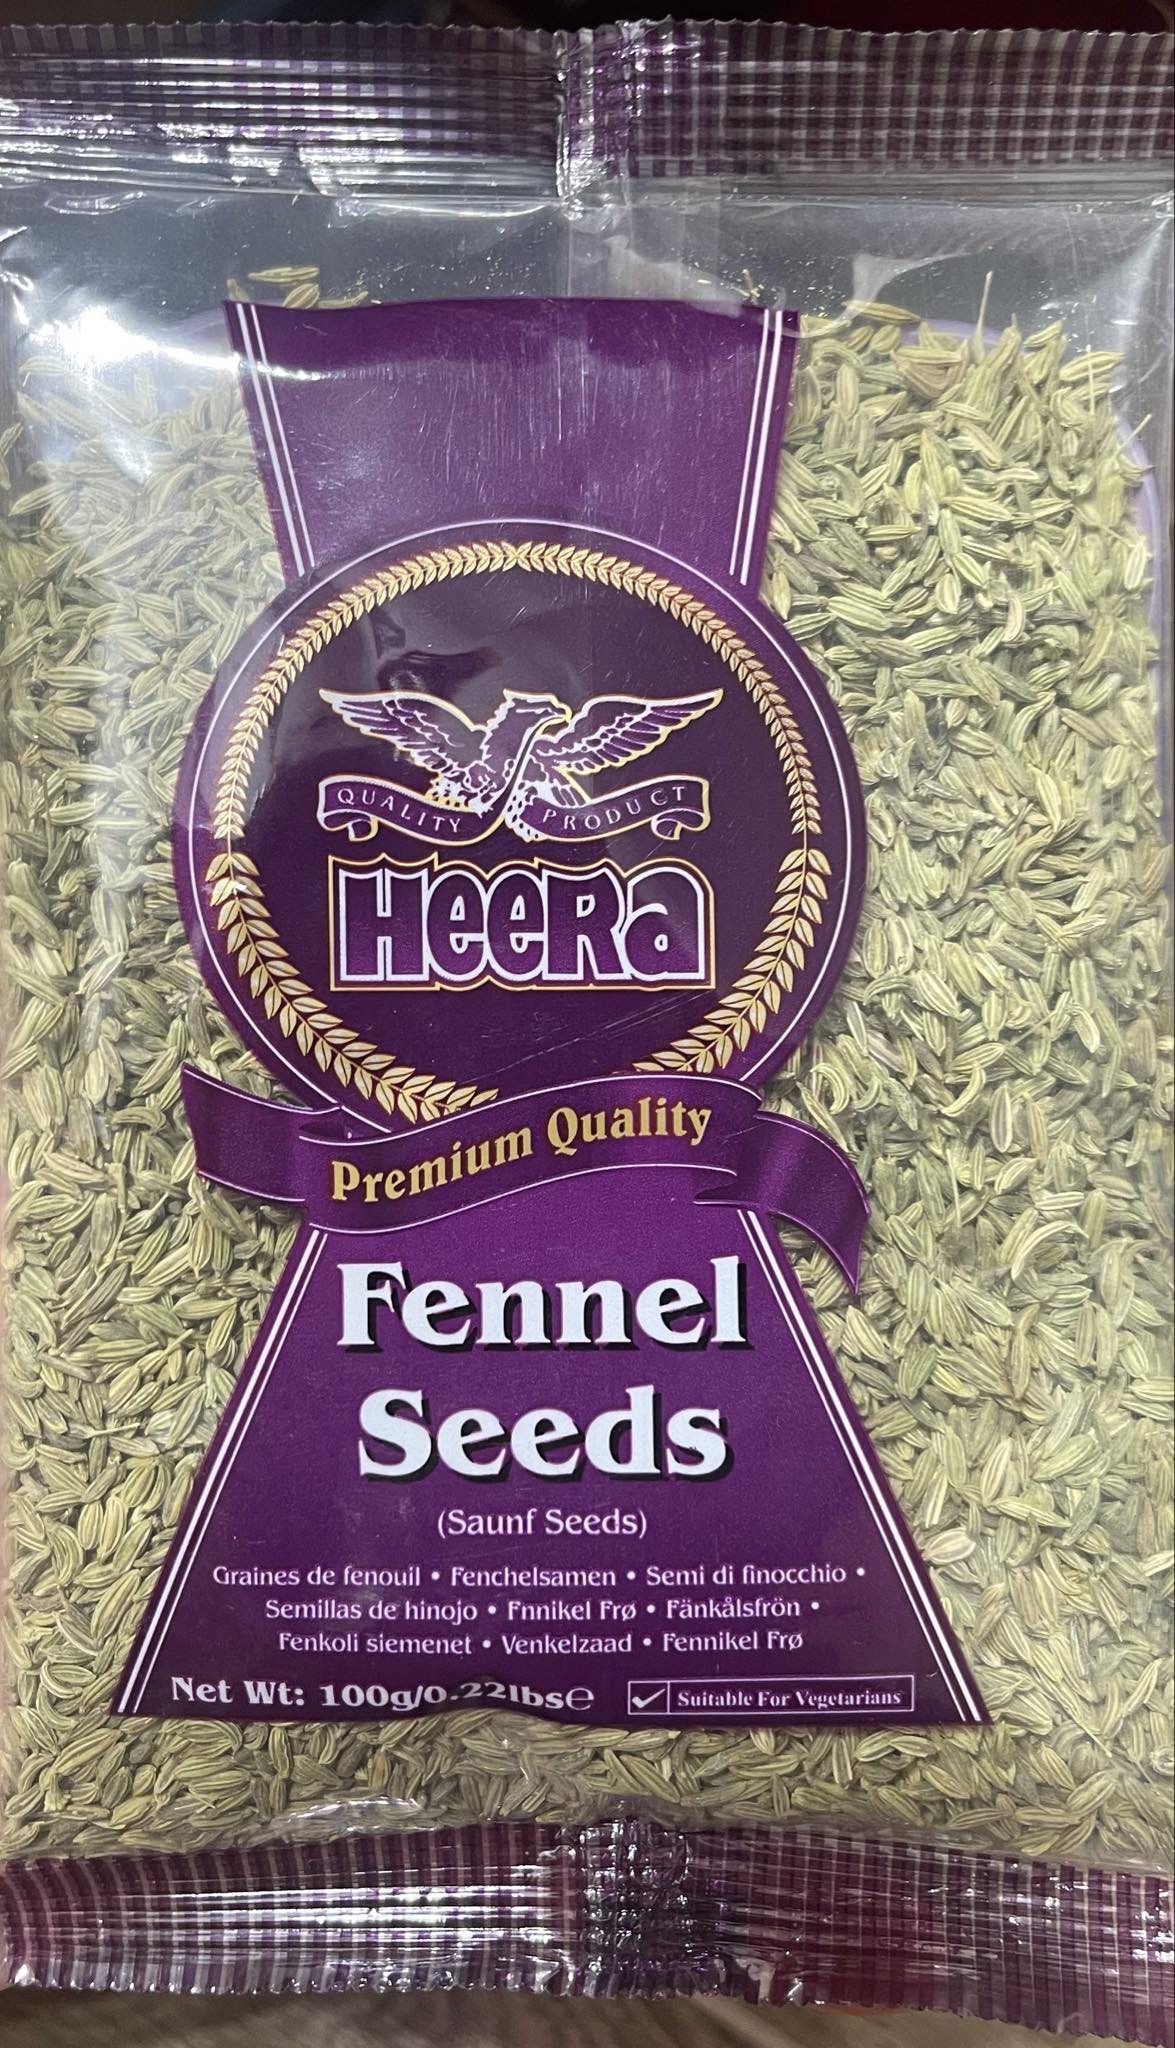 QUALITY PRODUCT
HeeRa
Premium Quality
Fennel
Seeds
(Saunf Seeds)
Graines de fenouil • Fenchelsamen • Semi di finocchio •
Semillas de hinojo • Fnnikel Frø • Fänkålsfrön •
Fenkoli siemenet • Venkelzaad • Fennikel Frø
Net Wt: 100g/0.22lbs℮
Suitable For Vegetarians